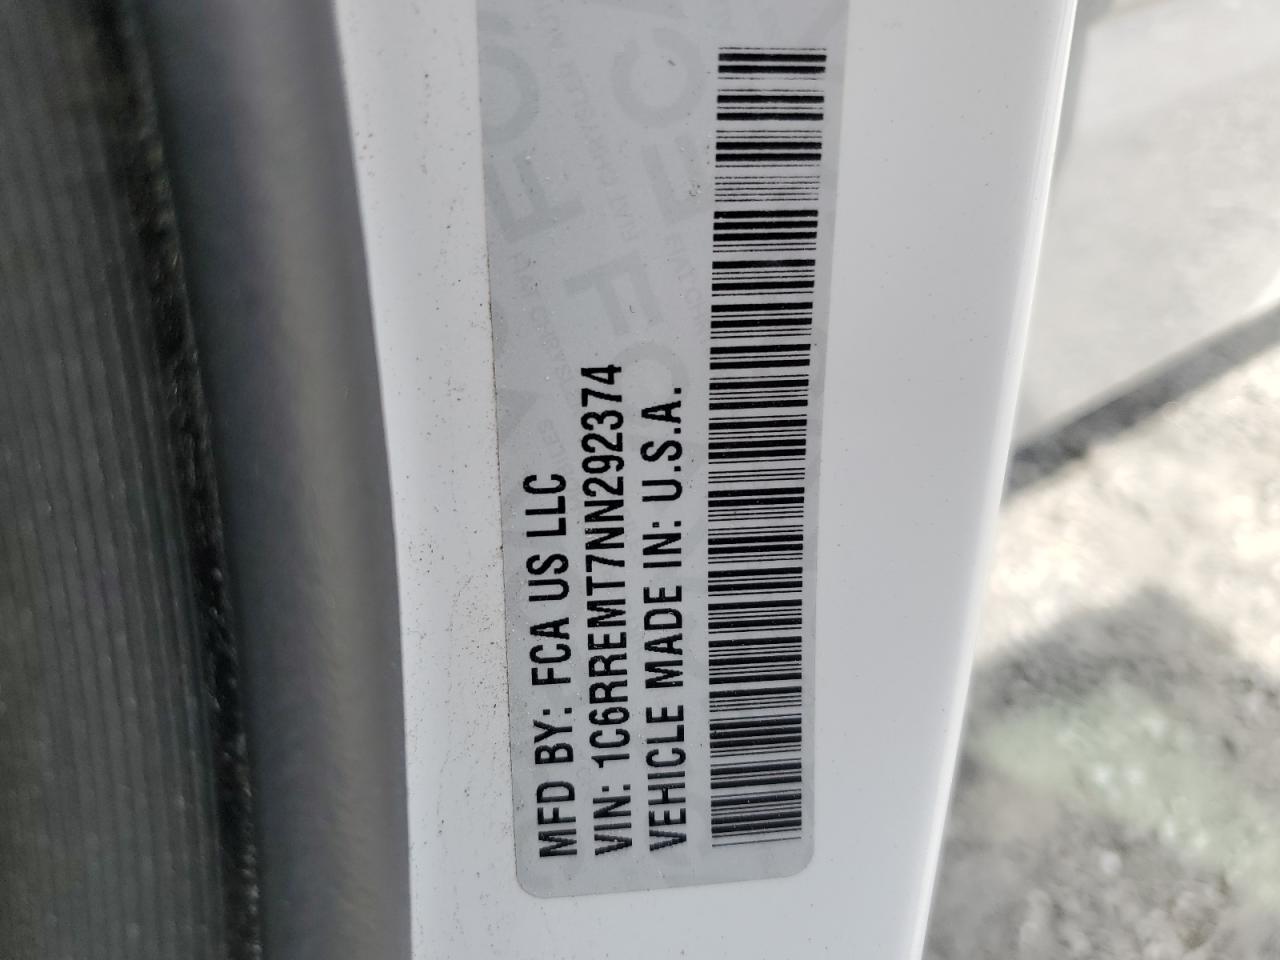 MFD BY: FCA US LLC
VIN: 1C6RREMT7NN292374
VEHICLE MADE IN: U.S.A.